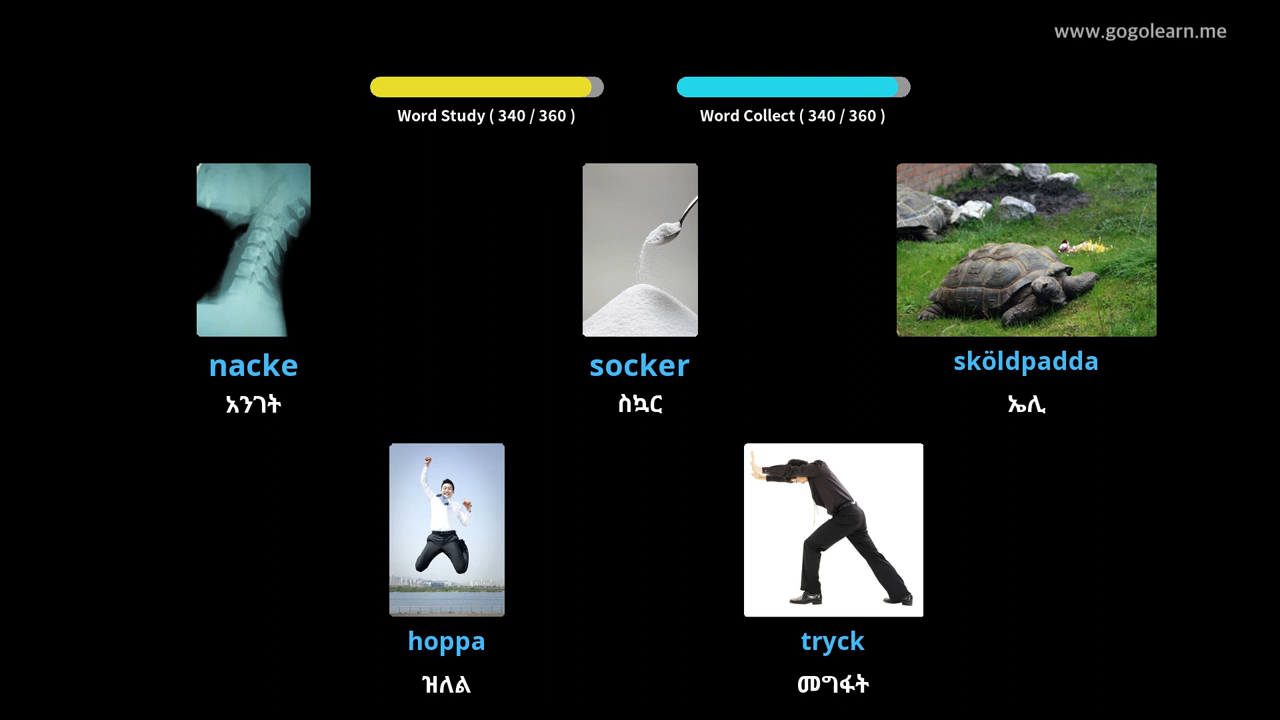 www.gogolearn.me
Word Study ( 340 / 360 )
Word Collect ( 340 / 360 )
nacke
አንገት
socker
ስኳር
sköldpadda
ኤሊ
hoppa
ዝለል
tryck
መግፋት